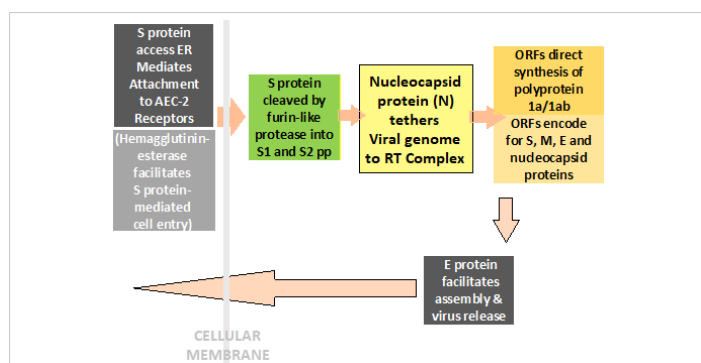 S protein
access ER
Mediates
Attachment
to AEC-2
Receptors
(Hemagglutinin-
esterase
facilitates
S protein-
mediated
cell entry)
S protein
cleaved by
furin-like
protease into
S1 and S2 pp
Nucleocapsid
protein (N)
tethers
Viral genome
to RT Complex
ORFs direct
synthesis of
polyprotein
1a/1ab
ORFs encode
for S, M, E and
nucleocapsid
proteins
E protein
facilitates
assembly &
virus release
CELLULAR
MEMBRANE